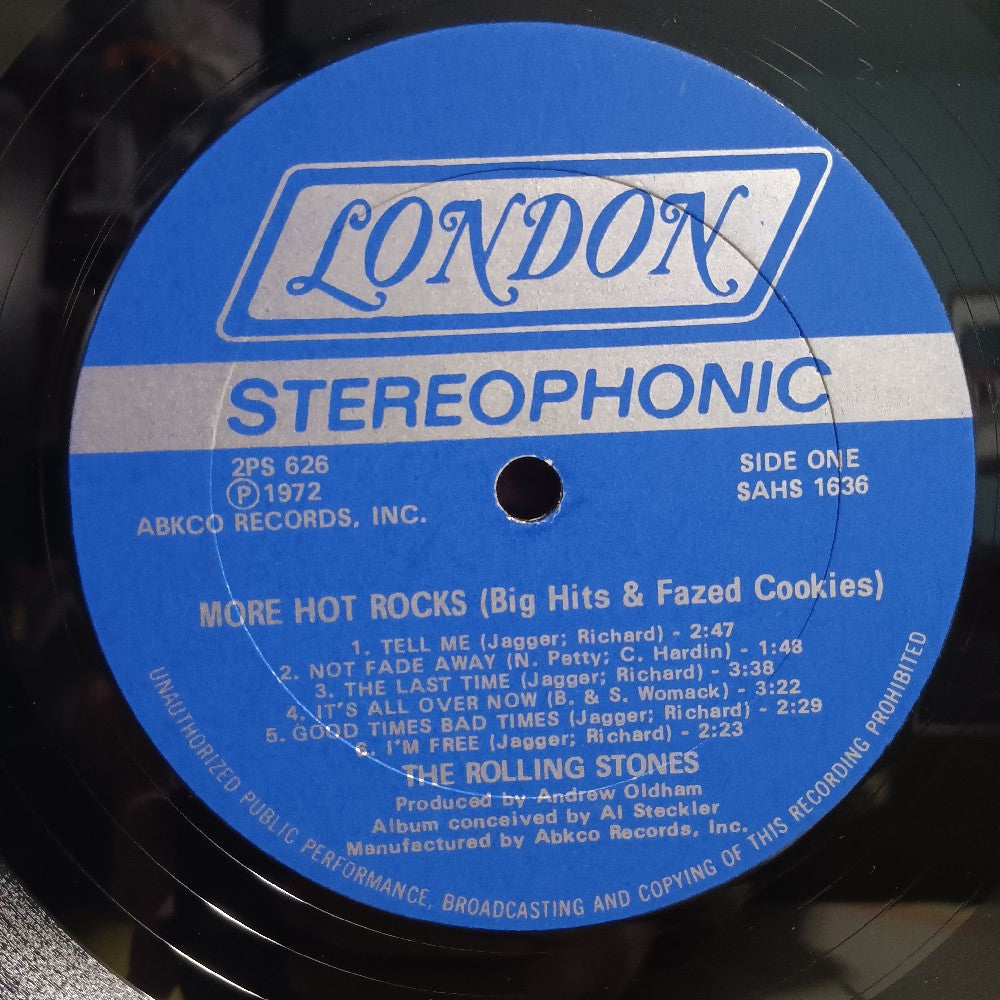 LONDON
STEREOPHONIC
2PS 626
Ⓟ 1972
ABKCO RECORDS, INC.
SIDE ONE
SAHS 1636
MORE HOT ROCKS (Big Hits & Fazed Cookies)
1. TELL ME (Jagger; Richard) - 2:47
2. NOT FADE AWAY (N. Petty; C. Hardin) - 1:48
3. THE LAST TIME (Jagger; Richard) - 3:38
4. IT'S ALL OVER NOW (B. & S. Womack) - 3:22
5. GOOD TIMES BAD TIMES (Jagger; Richard) - 2:29
6. I'M FREE (Jagger; Richard) - 2:23
THE ROLLING STONES
Produced by Andrew Oldham
Album conceived by Al Steckler
Manufactured by Abkco Records, Inc.
UNAUTHORIZED PUBLIC PERFORMANCE, BROADCASTING AND COPYING OF THIS RECORDING PROHIBITED